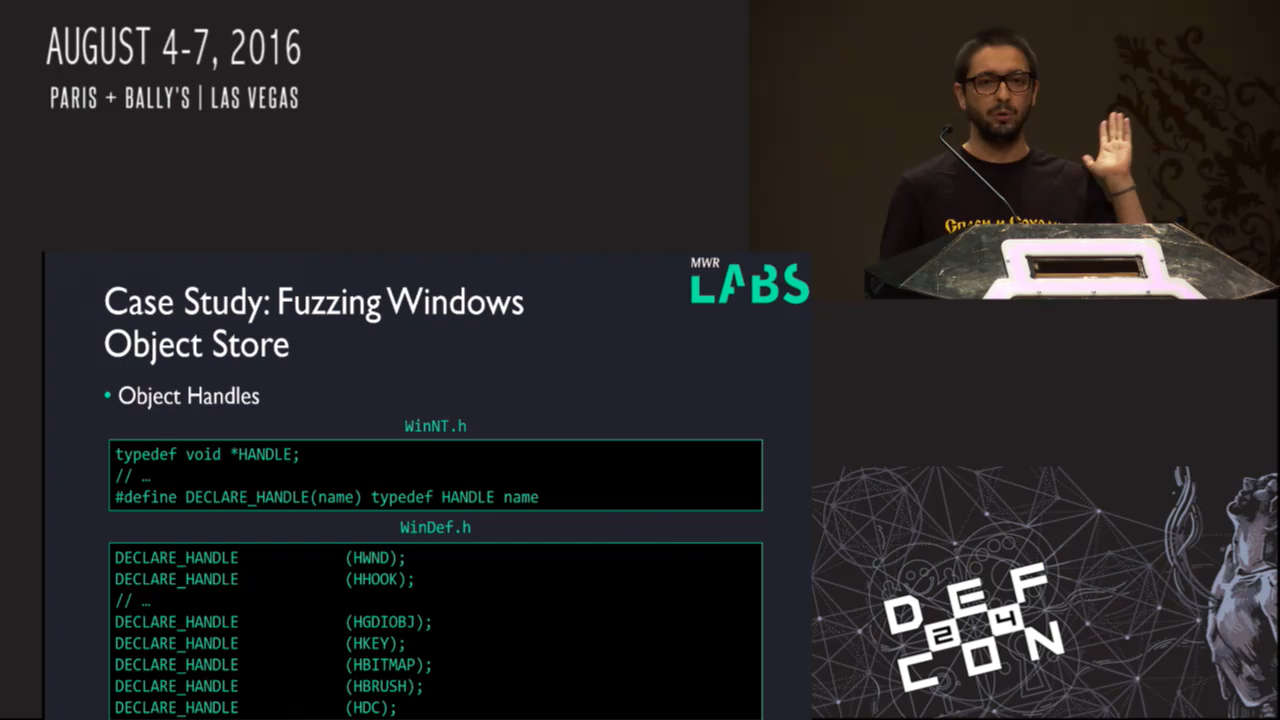 AUGUST 4-7, 2016
PARIS + BALLY'S | LAS VEGAS
MWR
LABS
Case Study: Fuzzing Windows
Object Store
• Object Handles
WinNT.h
typedef void *HANDLE;
// …
#define DECLARE_HANDLE(name) typedef HANDLE name
WinDef.h
DECLARE_HANDLE (HWND);
DECLARE_HANDLE (HHOOK);
// …
DECLARE_HANDLE (HGDIOBJ);
DECLARE_HANDLE (HKEY);
DECLARE_HANDLE (HBITMAP);
DECLARE_HANDLE (HBRUSH);
DECLARE_HANDLE (HDC);
DEF
24
CON